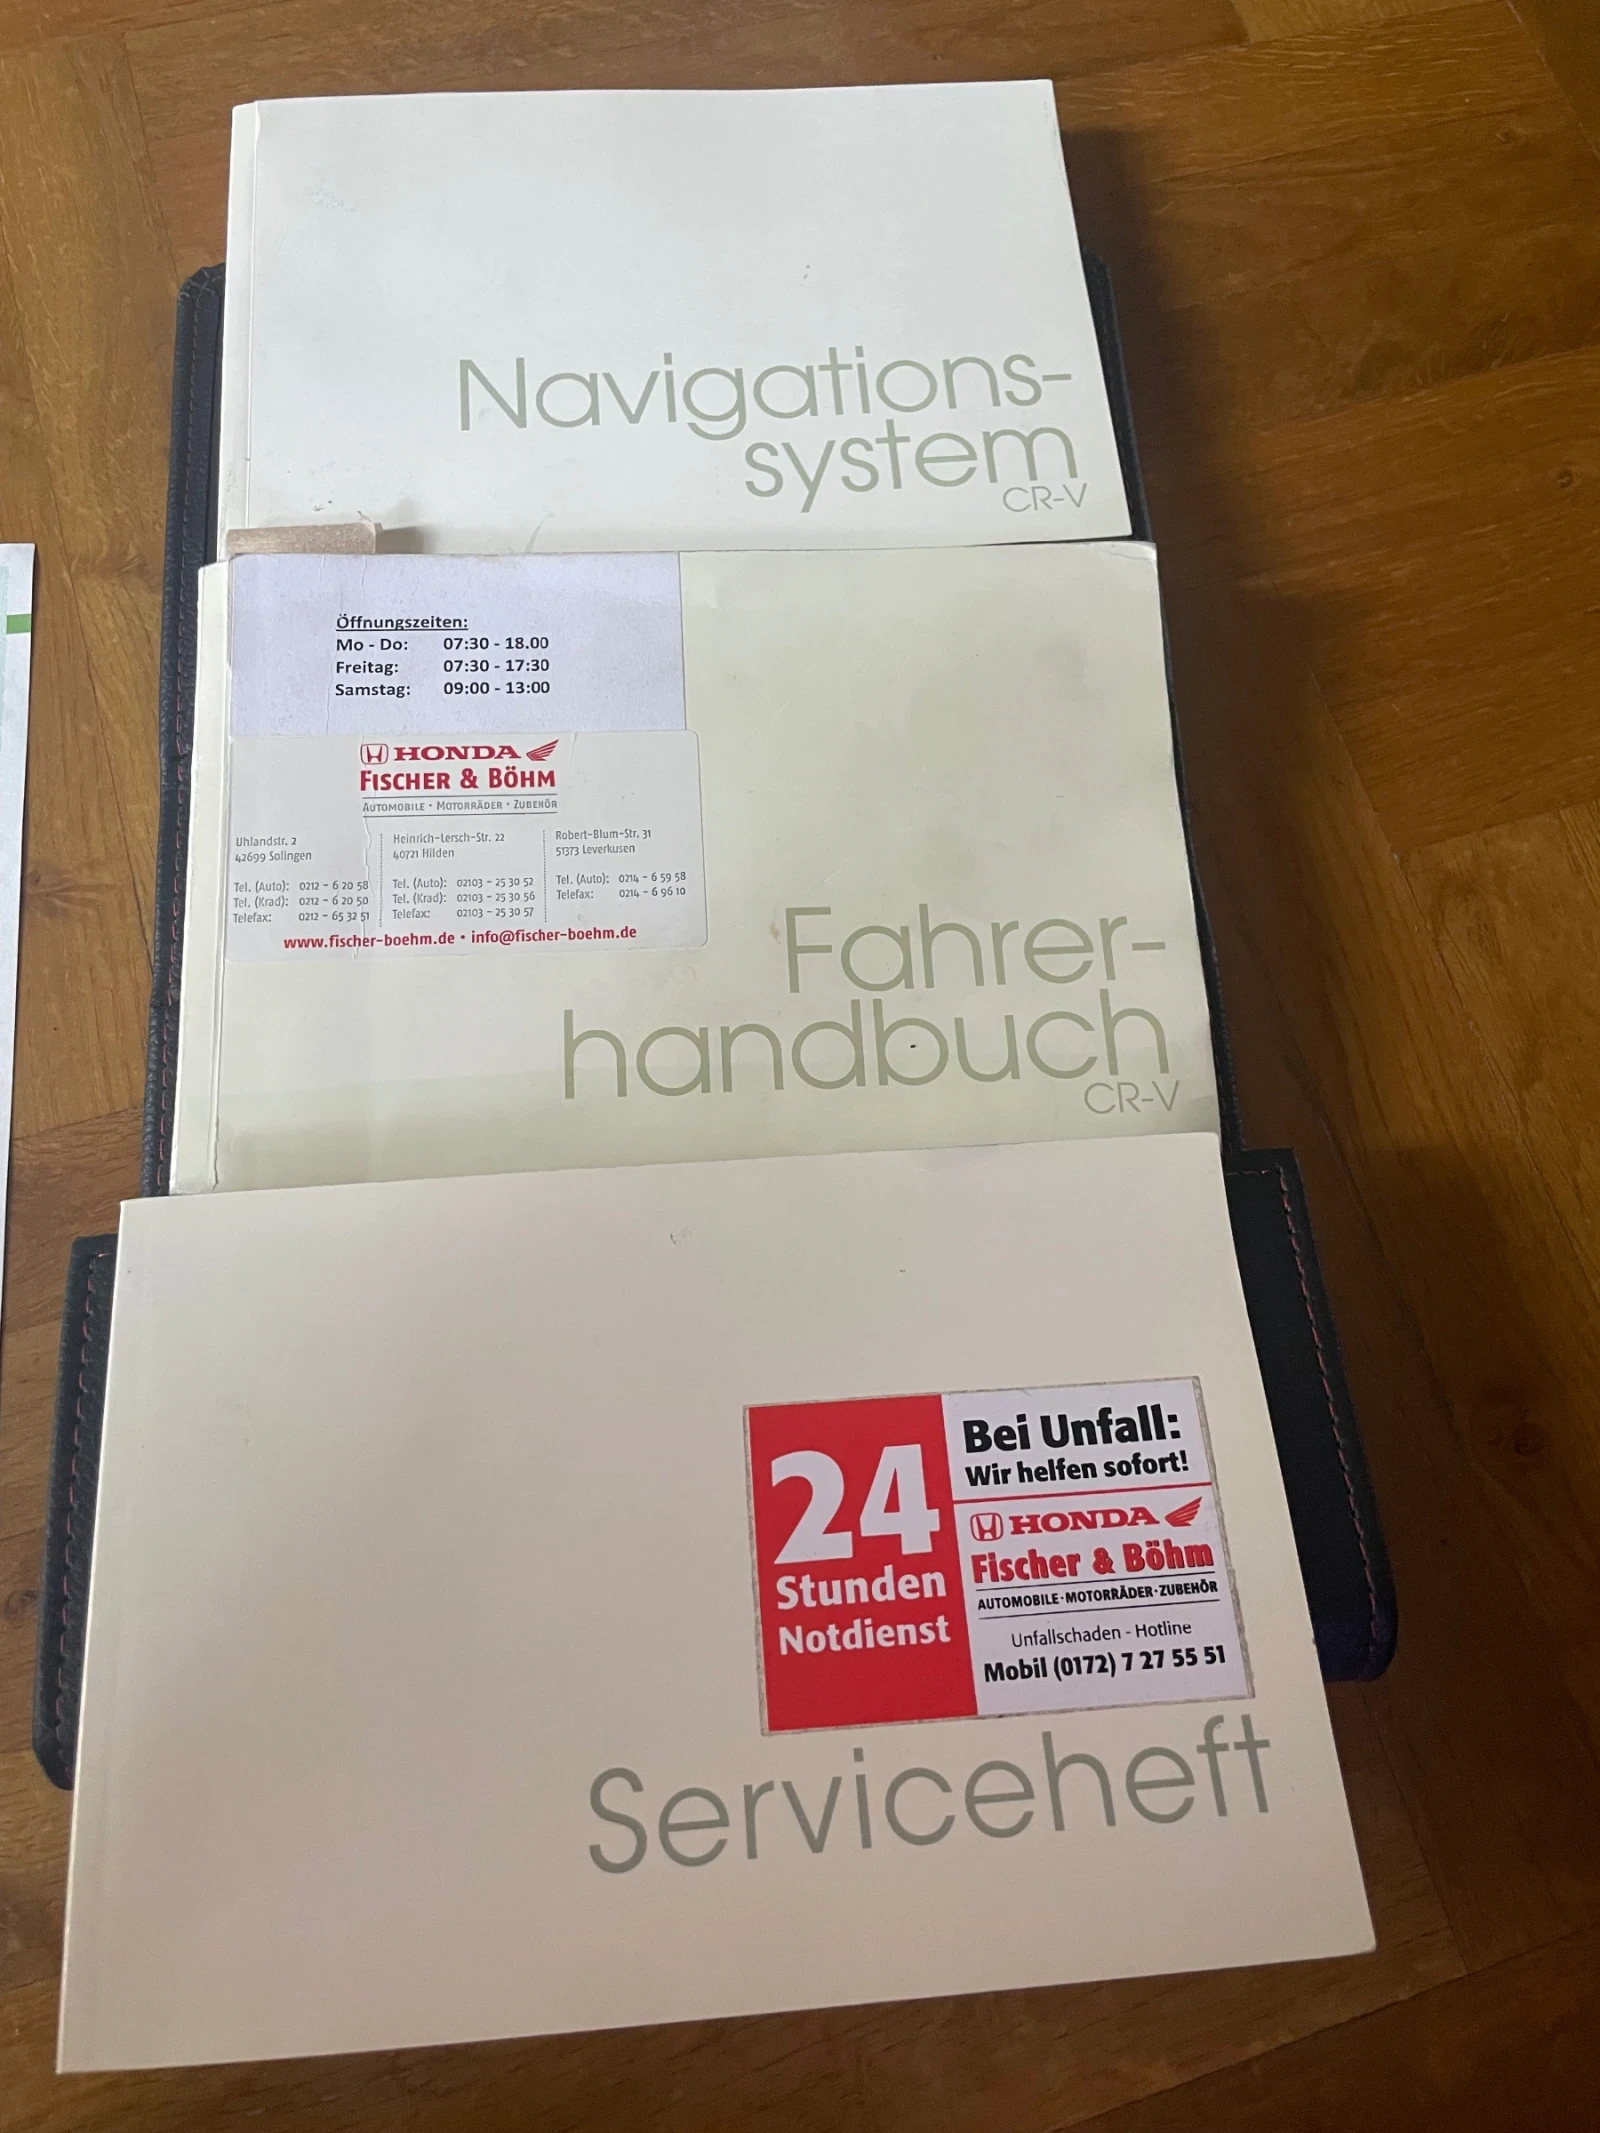 Navigations-
system
CR-V
Öffnungszeiten:
Mo - Do: 07:30 - 18.00
Freitag: 07:30 - 17:30
Samstag: 09:00 - 13:00
HONDA
FISCHER & BÖHM
AUTOMOBILE · MOTORRÄDER · ZUBEHÖR
Uhlandstr. 2
42699 Solingen
Tel. (Auto): 0212 - 6 20 58
Tel. (Krad): 0212 - 6 20 50
Telefax: 0212 - 65 32 51
Heinrich-Lersch-Str. 22
40721 Hilden
Tel. (Auto): 02103 - 25 30 52
Tel. (Krad): 02103 - 25 30 56
Telefax: 02103 - 25 30 57
Robert-Blum-Str. 31
51373 Leverkusen
Tel. (Auto): 0214 - 6 59 58
Telefax: 0214 - 6 96 10
www.fischer-boehm.de · info@fischer-boehm.de
Fahrer-
handbuch
CR-V
24
Stunden
Notdienst
Bei Unfall:
Wir helfen sofort!
HONDA
Fischer & Böhm
AUTOMOBILE·MOTORRÄDER·ZUBEHÖR
Unfallschaden - Hotline
Mobil (0172) 7 27 55 51
Serviceheft